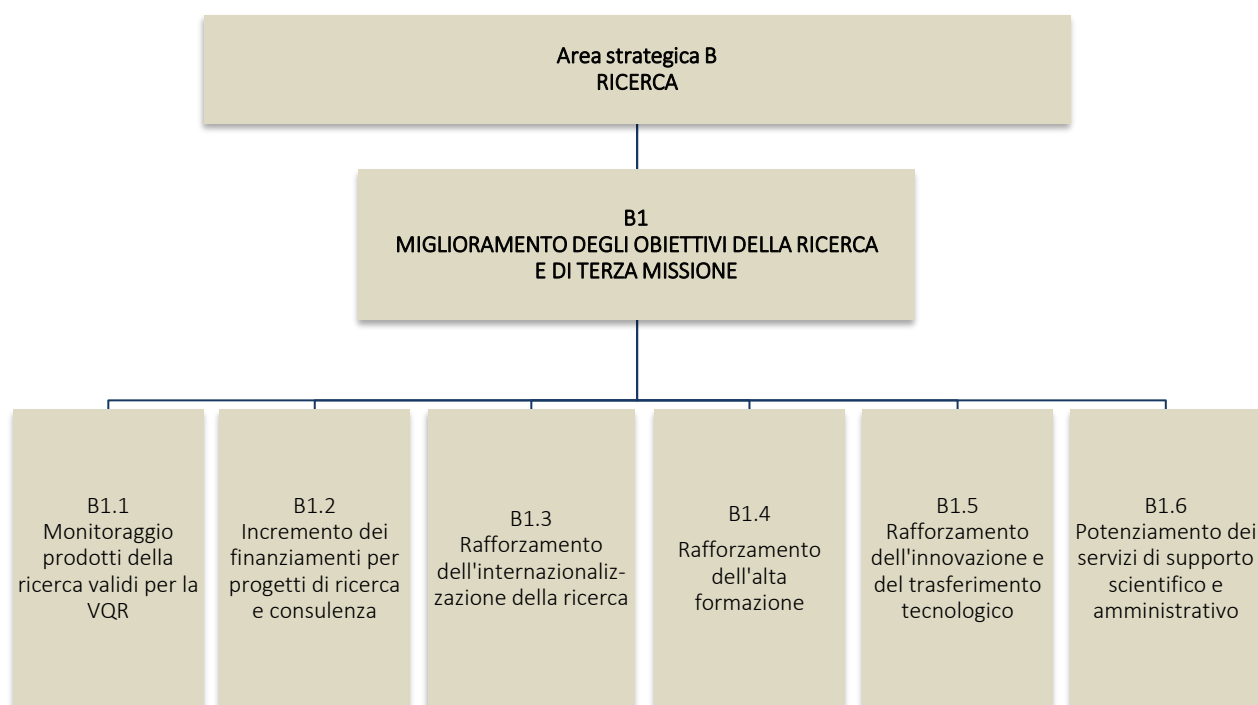 Area strategica B
RICERCA
B1
MIGLIORAMENTO DEGLI OBIETTIVI DELLA RICERCA
E DI TERZA MISSIONE
B1.1
Monitoraggio
prodotti della
ricerca validi per la
VQR
B1.2
Incremento dei
finanziamenti per
progetti di ricerca
e consulenza
B1.3
Rafforzamento
dell'internazionaliz-
zazione della ricerca
B1.4
Rafforzamento
dell'alta
formazione
B1.5
Rafforzamento
dell'innovazione e
del trasferimento
tecnologico
B1.6
Potenziamento dei
servizi di supporto
scientifico e
amministrativo